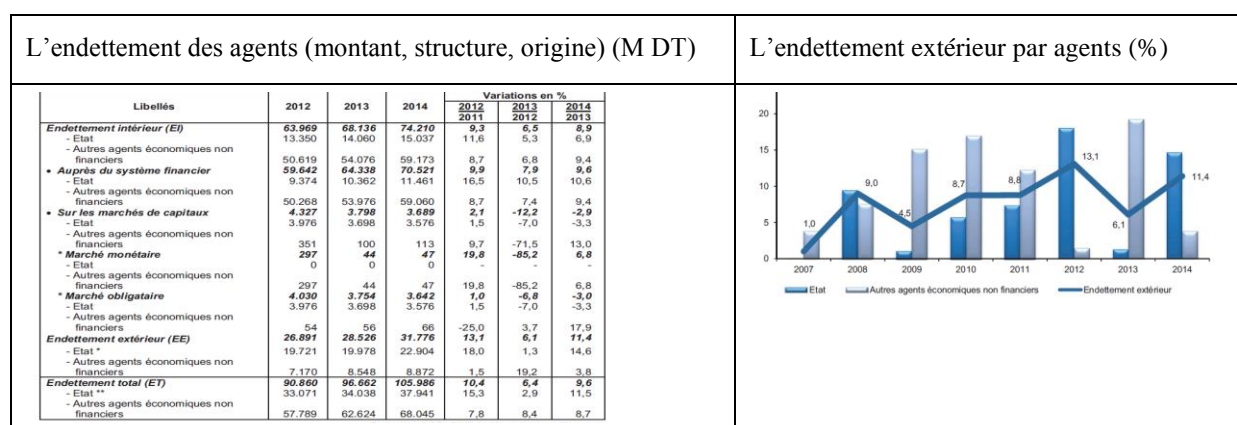 L'endettement des agents (montant, structure, origine) (M DT)
L'endettement extérieur par agents (%)
Variations en %
Libellés 2012 2013 2014 2012 2013 2014
2011 2012 2013
Endettement intérieur (EI) 63.969 68.136 74.210 9,3 6,5 8,9
- Etat 13.350 14.060 15.037 11,6 5,3 6,9
- Autres agents économiques non
financiers 50.619 54.076 59.173 8,7 6,8 9,4
• Auprès du système financier 59.642 64.338 70.521 9,9 7,9 9,6
- Etat 9.374 10.362 11.461 16,5 10,5 10,6
- Autres agents économiques non
financiers 50.268 53.976 59.060 8,7 7,4 9,4
• Sur les marchés de capitaux 4.327 3.798 3.689 2,1 -12,2 -2,9
- Etat 3.976 3.698 3.576 1,5 -7,0 -3,3
- Autres agents économiques non
financiers 351 100 113 9,7 -71,5 13,0
* Marché monétaire 297 44 47 19,8 -85,2 6,8
- Etat 0 0 0 - - -
- Autres agents économiques non
financiers 297 44 47 19,8 -85,2 6,8
* Marché obligataire 4.030 3.754 3.642 1,0 -6,8 -3,0
- Etat 3.976 3.698 3.576 1,5 -7,0 -3,3
- Autres agents économiques non
financiers 54 56 66 -25,0 3,7 17,9
Endettement extérieur (EE) 26.891 28.526 31.776 13,1 6,1 11,4
- Etat * 19.721 19.978 22.904 18,0 1,3 14,6
- Autres agents économiques non
financiers 7.170 8.548 8.872 1,5 19,2 3,8
Endettement total (ET) 90.860 96.662 105.986 10,4 6,4 9,6
- Etat ** 33.071 34.038 37.941 15,3 2,9 11,5
- Autres agents économiques non
financiers 57.789 62.624 68.045 7,8 8,4 8,7
20
15
10
5
0
1,0
9,0
4,5
8,7
8,8
13,1
6,1
11,4
2007 2008 2009 2010 2011 2012 2013 2014
Etat Autres agents économiques non financiers Endettement extérieur